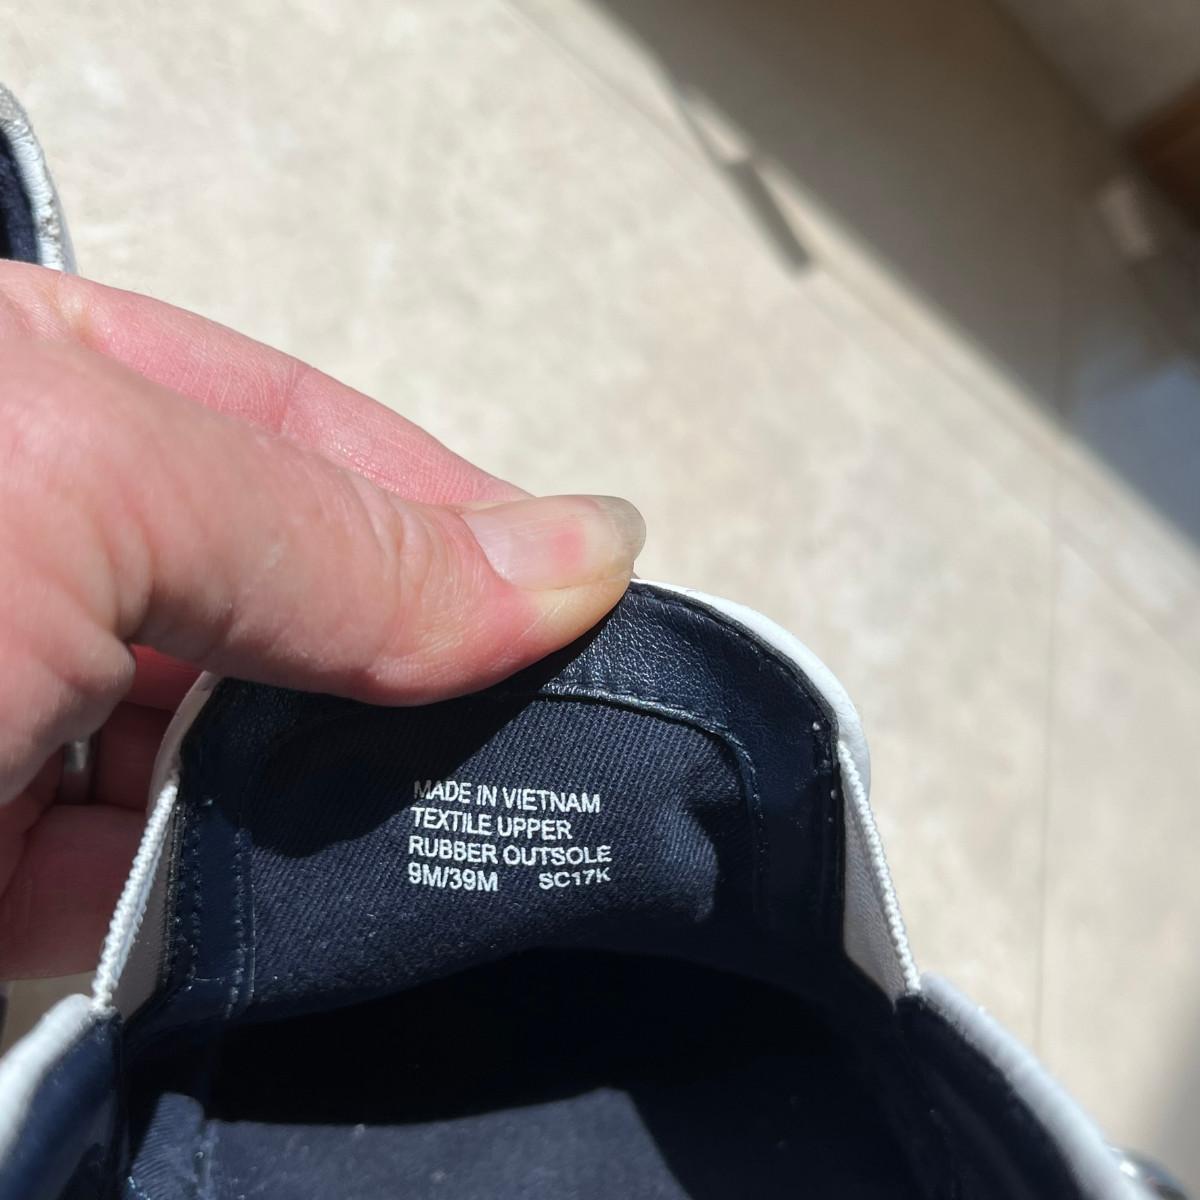 MADE IN VIETNAM
TEXTILE UPPER
RUBBER OUTSOLE
9M/39M SC17K